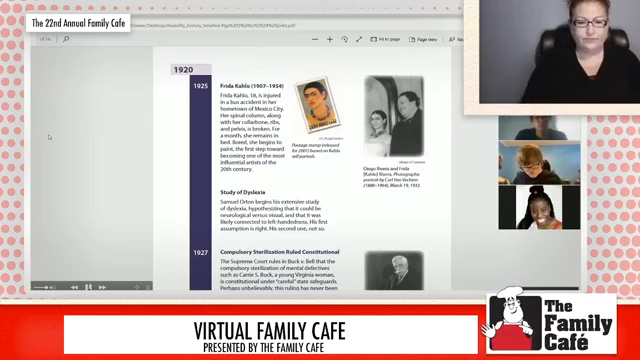 The 22nd Annual Family Cafe
Fit to page
Page view
1920
1925
Frida Kahlo (1907–1954)
Frida Kahlo, 18, is injured
in a bus accident in her
hometown of Mexico City.
Her spinal column, along
with her collarbone, ribs,
and pelvis, is broken. For
and she remains in
bed. Bored, she begins to
paint, the first step toward
becoming one of the most
influential artists of the
20th century.
Postage stamp (released
for 2001) based on Kahlo
self-portrait.
Diego Rivera and Frida
(Kahlo) Rivera. Photographic
portrait by Carl Van Vechten
(1880–1964), March 19, 1932.
Study of Dyslexia
Samuel Orton begins his extensive study
of dyslexia, hypothesizing that it could be
neurological versus visual, and that it was
likely connected to left-handedness. His first
assumption is right. His second one, not so.
1927
Compulsory Sterilization Ruled Constitutional
The Supreme Court rules in Buck v. Bell that the
compulsory sterilization of mental defectives
such as Carrie S. Buck, a young Virginia woman,
is constitutional under "careful" state safeguards.
Perhaps unbelievably, this ruling has never been
VIRTUAL FAMILY CAFE
PRESENTED BY THE FAMILY CAFE
The
Family
Café